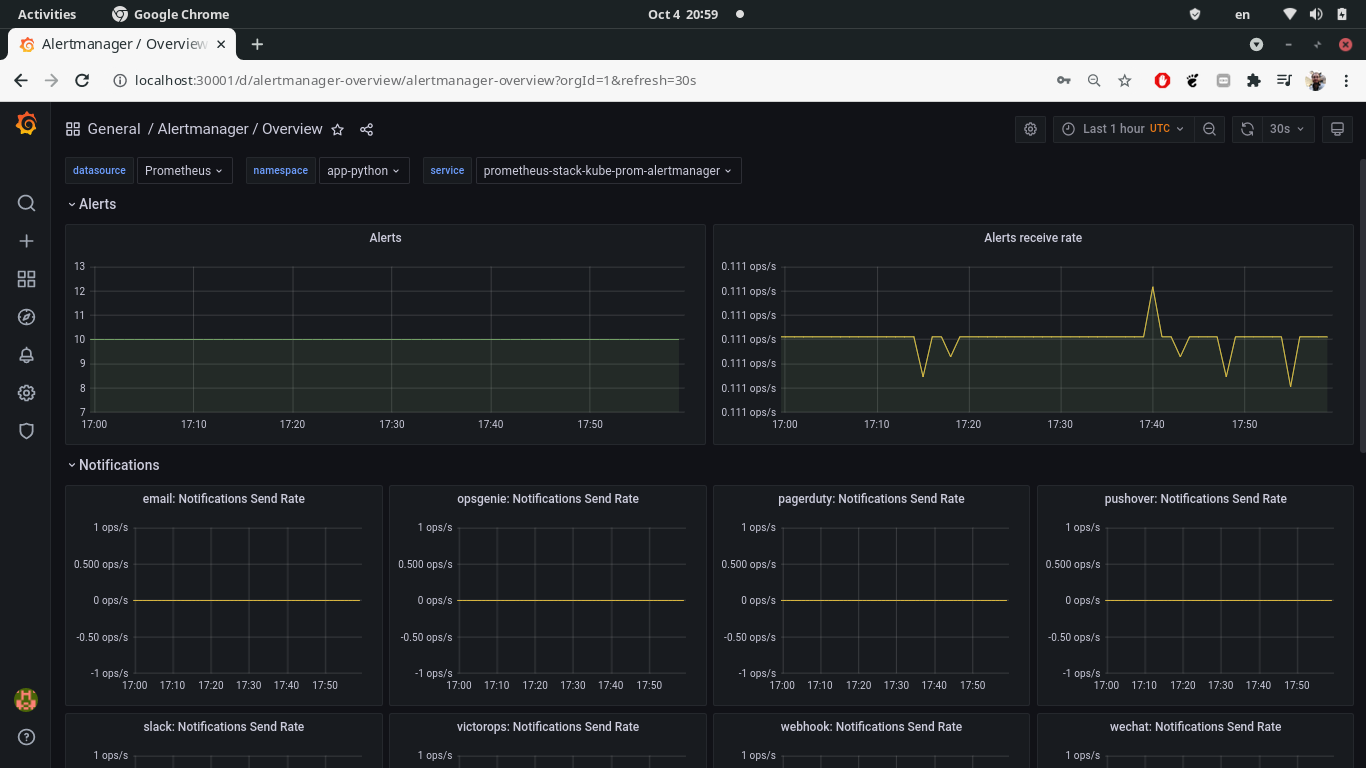 Activities Google Chrome Oct 4 20:59 en
Alertmanager / Overview
localhost:30001/d/alertmanager-overview/alertmanager-overview?orgId=1&refresh=30s
General / Alertmanager / Overview Last 1 hour UTC 30s
datasource Prometheus namespace app-python service prometheus-stack-kube-prom-alertmanager
Alerts
Alerts
13
12
11
10
9
8
7
17:00 17:10 17:20 17:30 17:40 17:50
Alerts receive rate
0.111 ops/s
0.111 ops/s
0.111 ops/s
0.111 ops/s
0.111 ops/s
0.111 ops/s
0.111 ops/s
17:00 17:10 17:20 17:30 17:40 17:50
Notifications
email: Notifications Send Rate
1 ops/s
0.500 ops/s
0 ops/s
-0.50 ops/s
-1 ops/s
17:00 17:10 17:20 17:30 17:40 17:50
opsgenie: Notifications Send Rate
1 ops/s
0.500 ops/s
0 ops/s
-0.50 ops/s
-1 ops/s
17:00 17:10 17:20 17:30 17:40 17:50
pagerduty: Notifications Send Rate
1 ops/s
0.500 ops/s
0 ops/s
-0.50 ops/s
-1 ops/s
17:00 17:10 17:20 17:30 17:40 17:50
pushover: Notifications Send Rate
1 ops/s
0.500 ops/s
0 ops/s
-0.50 ops/s
-1 ops/s
17:00 17:10 17:20 17:30 17:40 17:50
slack: Notifications Send Rate
1 ops/s
victorops: Notifications Send Rate
1 ops/s
webhook: Notifications Send Rate
1 ops/s
wechat: Notifications Send Rate
1 ops/s